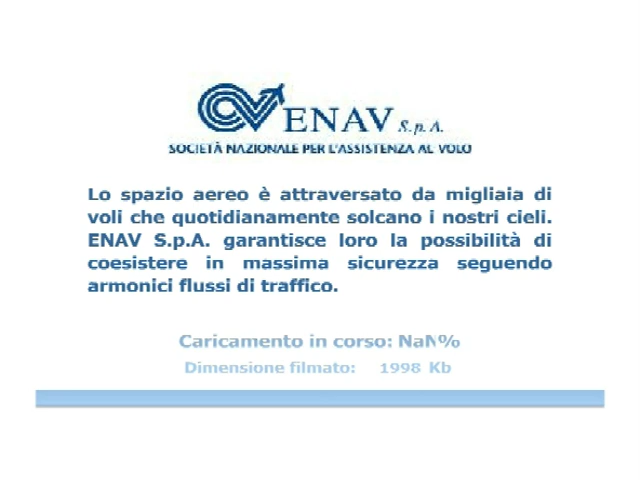 ENAV S.p.A.
SOCIETÀ NAZIONALE PER L'ASSISTENZA AL VOLO
Lo spazio aereo è attraversato da migliaia di
voli che quotidianamente solcano i nostri cieli.
ENAV S.p.A. garantisce loro la possibilità di
coesistere in massima sicurezza seguendo
armonici flussi di traffico.
Caricamento in corso: NaN%
Dimensione filmato: 1998 Kb